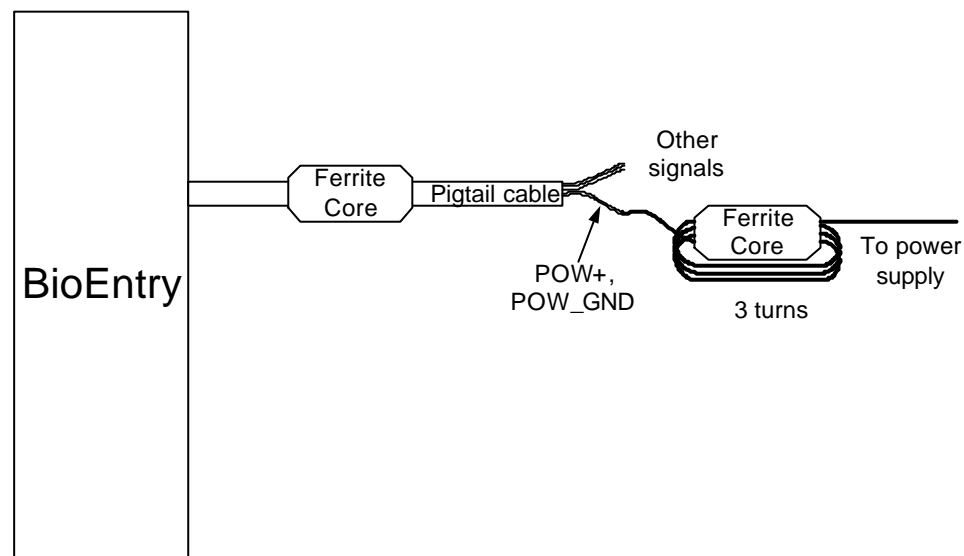 BioEntry
Ferrite
Core
Pigtail cable
Other
signals
POW+,
POW_GND
Ferrite
Core
3 turns
To power
supply